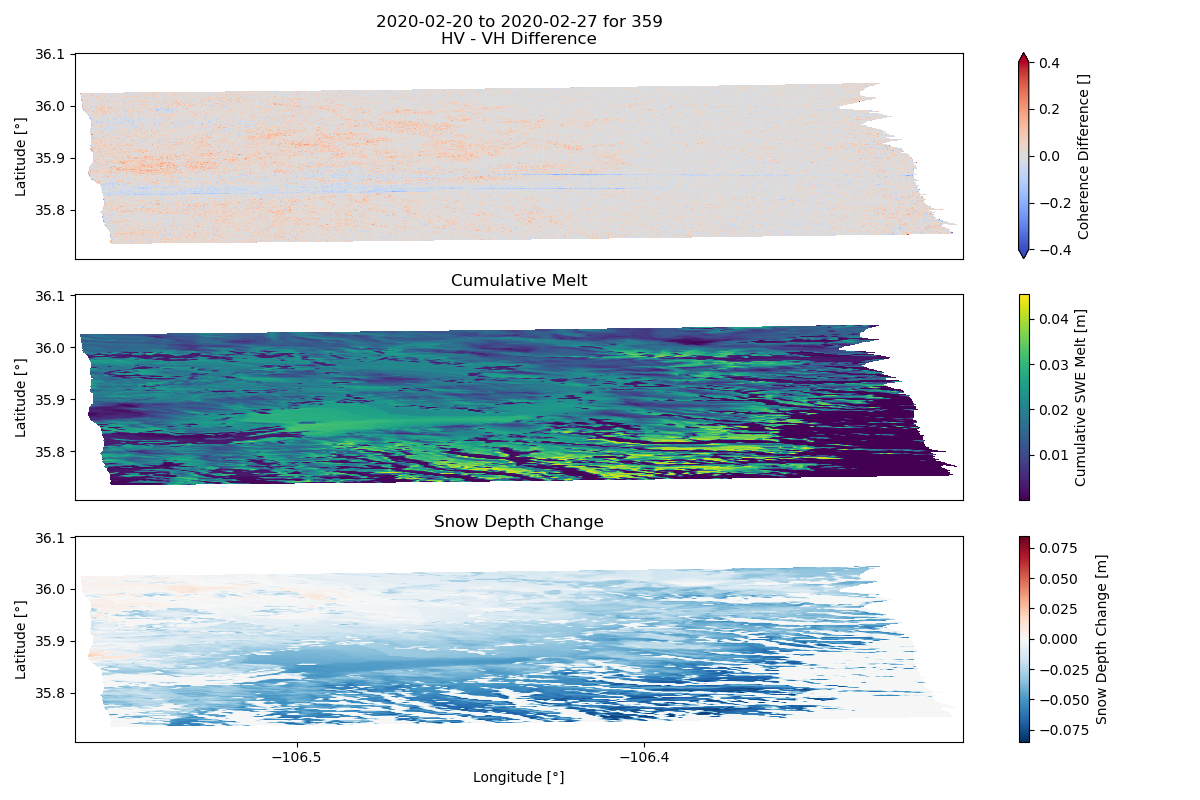 2020-02-20 to 2020-02-27 for 359
HV - VH Difference
36.1
36.0
35.9
35.8
Latitude [°]
0.4
0.2
0.0
−0.2
−0.4
Coherence Difference []
Cumulative Melt
36.1
36.0
35.9
35.8
Latitude [°]
0.04
0.03
0.02
0.01
Cumulative SWE Melt [m]
Snow Depth Change
36.1
36.0
35.9
35.8
Latitude [°]
0.075
0.050
0.025
0.000
−0.025
−0.050
−0.075
Snow Depth Change [m]
−106.5
−106.4
Longitude [°]